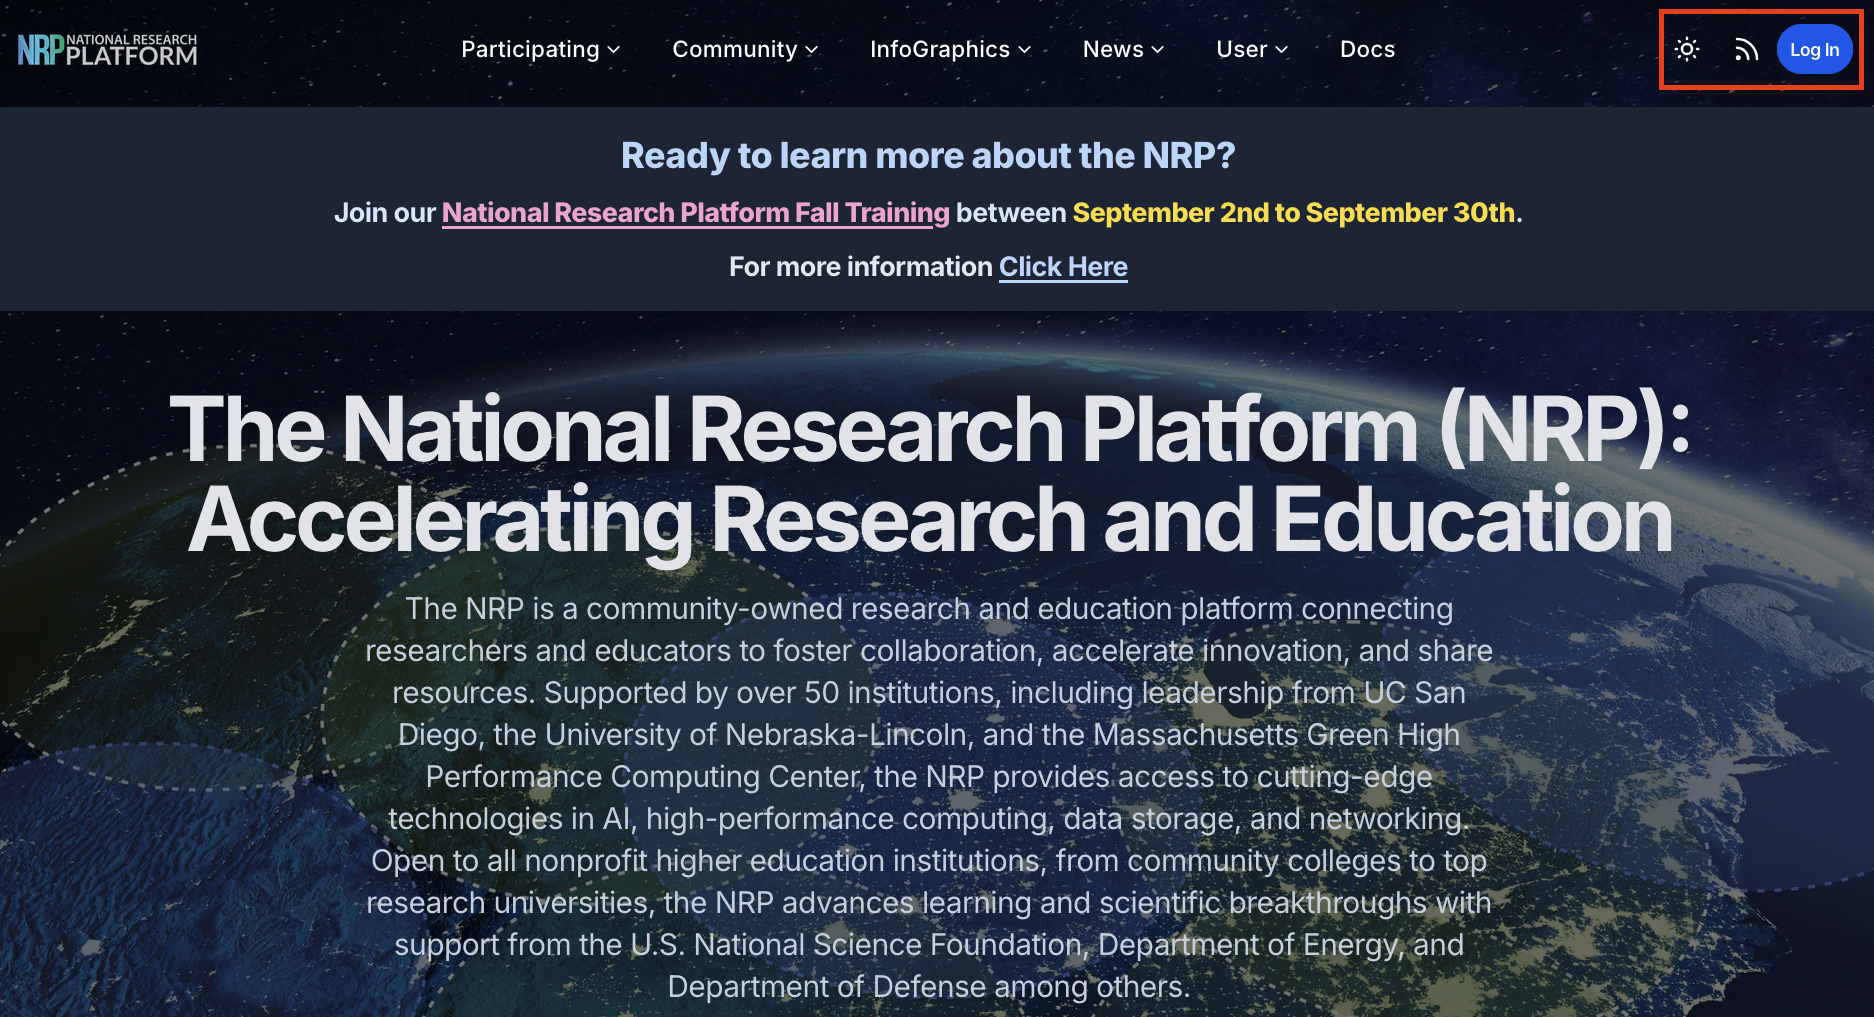 NRP NATIONAL RESEARCH PLATFORM
Participating Community InfoGraphics News User Docs
Log In
Ready to learn more about the NRP?
Join our National Research Platform Fall Training between September 2nd to September 30th.
For more information Click Here
The National Research Platform (NRP):
Accelerating Research and Education
The NRP is a community-owned research and education platform connecting
researchers and educators to foster collaboration, accelerate innovation, and share
resources. Supported by over 50 institutions, including leadership from UC San
Diego, the University of Nebraska-Lincoln, and the Massachusetts Green High
Performance Computing Center, the NRP provides access to cutting-edge
technologies in AI, high-performance computing, data storage, and networking.
Open to all nonprofit higher education institutions, from community colleges to top
research universities, the NRP advances learning and scientific breakthroughs with
support from the U.S. National Science Foundation, Department of Energy, and
Department of Defense among others.